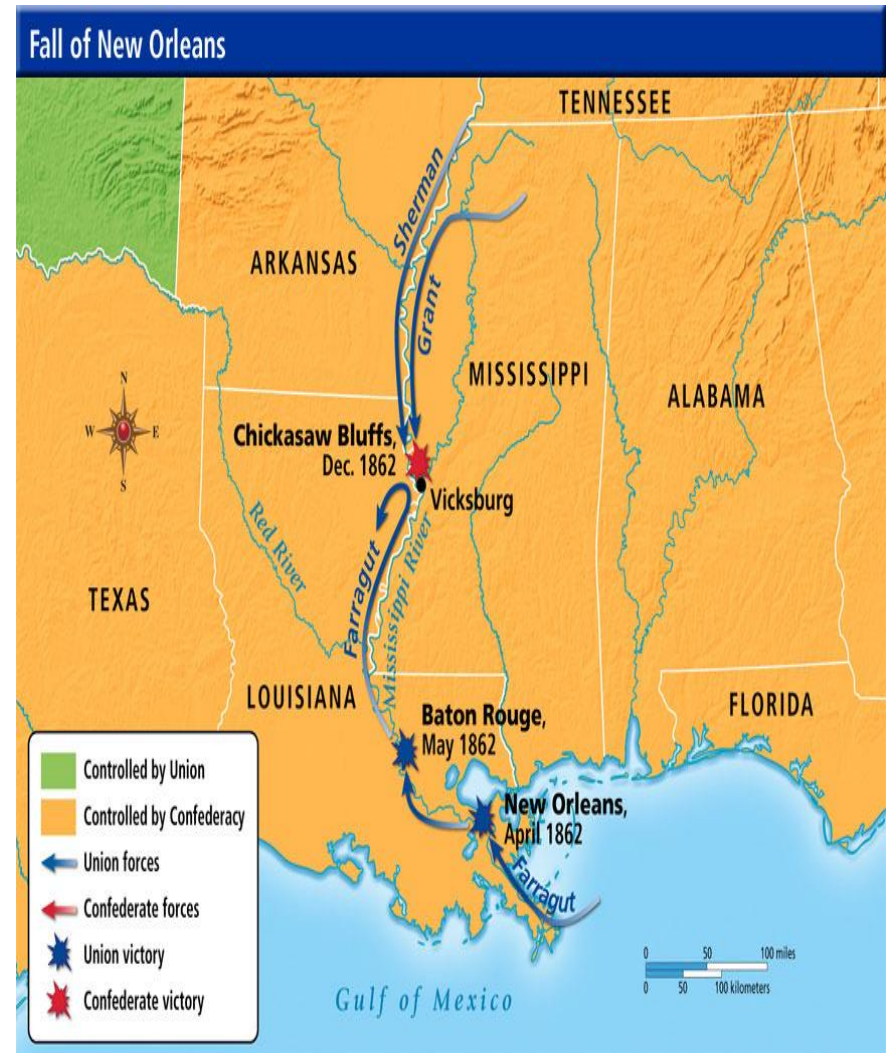 Fall of New Orleans
TENNESSEE
Sherman
ARKANSAS
Grant
MISSISSIPPI
ALABAMA
N
W
E
S
Chickasaw Bluffs,
Dec. 1862
Vicksburg
Red River
Farragut
Mississippi River
TEXAS
LOUISIANA
FLORIDA
Baton Rouge,
May 1862
New Orleans,
April 1862
Farragut
Controlled by Union
Controlled by Confederacy
Union forces
Confederate forces
Union victory
Confederate victory
0 50 100 miles
0 50 100 kilometers
Gulf of Mexico